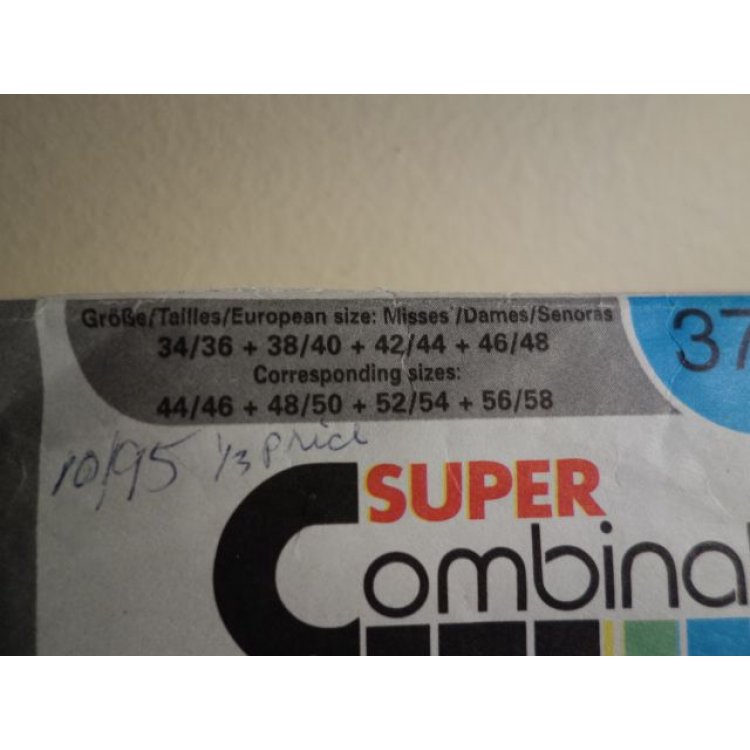 Größe/Tailles/European size: Misses'/Dames/Senoras
34/36 + 38/40 + 42/44 + 46/48
Corresponding sizes:
44/46 + 48/50 + 52/54 + 56/58
37
10/95 1/3 Price
SUPER
Combina